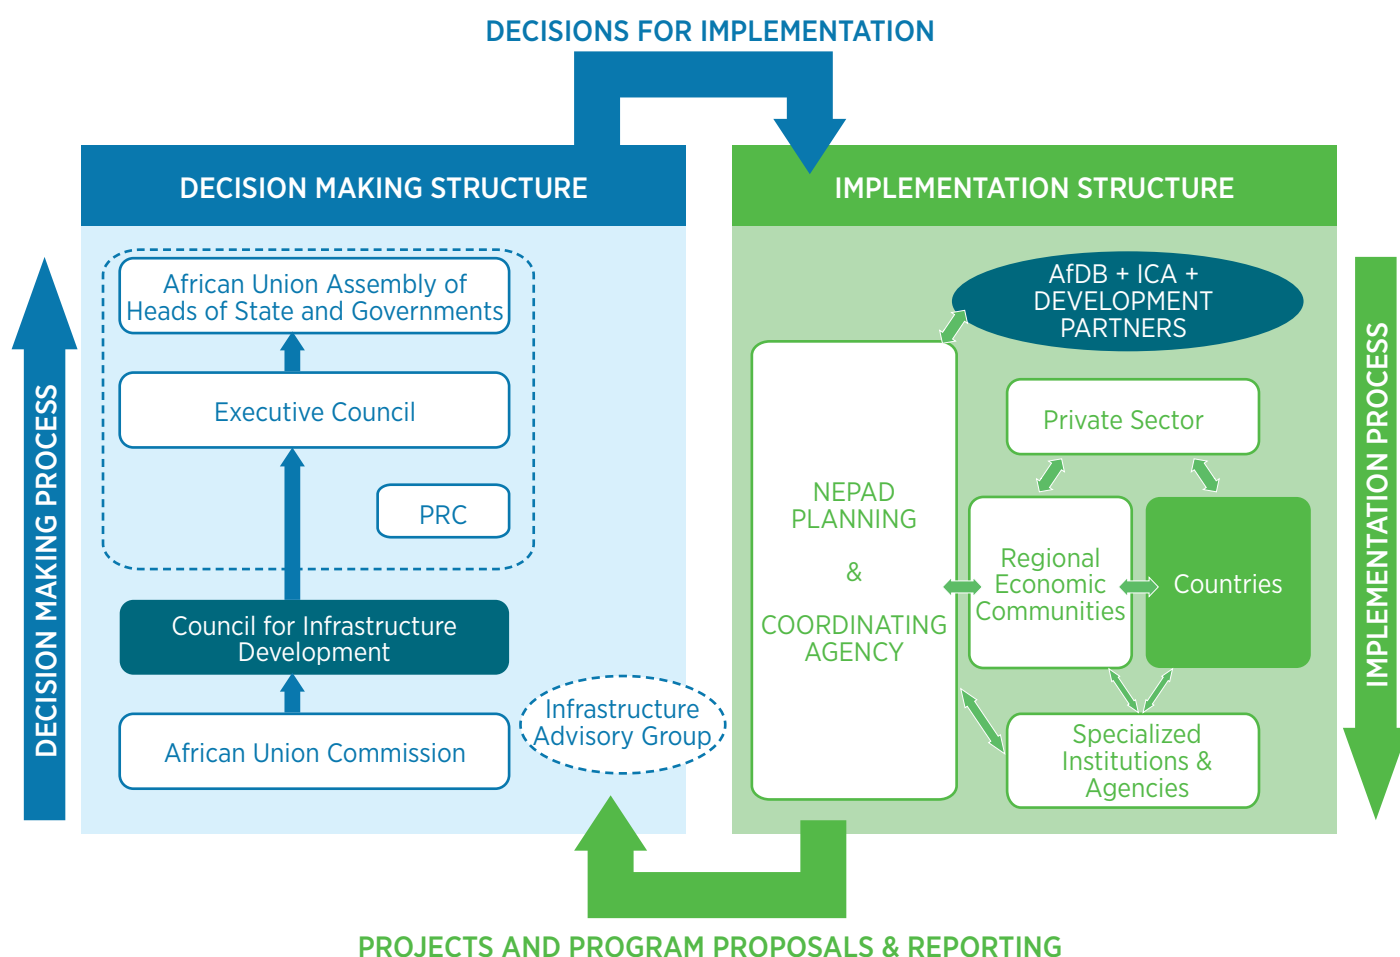 DECISIONS FOR IMPLEMENTATION
DECISION MAKING STRUCTURE
IMPLEMENTATION STRUCTURE
DECISION MAKING PROCESS
African Union Assembly of
Heads of State and Governments
Executive Council
PRC
Council for Infrastructure
Development
African Union Commission
Infrastructure
Advisory Group
AfDB + ICA +
DEVELOPMENT
PARTNERS
Private Sector
NEPAD
PLANNING
&
COORDINATING
AGENCY
Regional
Economic
Communities
Countries
Specialized
Institutions &
Agencies
IMPLEMENTATION PROCESS
PROJECTS AND PROGRAM PROPOSALS & REPORTING